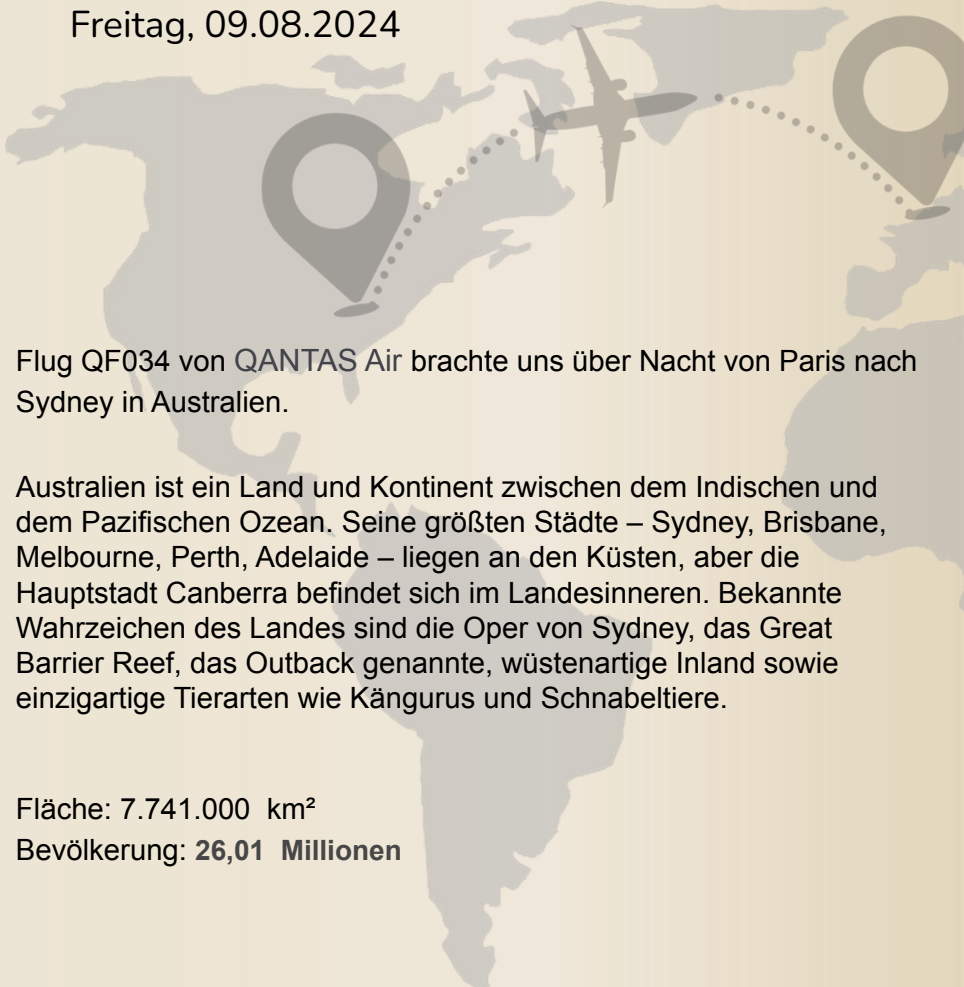 Freitag, 09.08.2024
Flug QF034 von QANTAS Air brachte uns über Nacht von Paris nach
Sydney in Australien.
Australien ist ein Land und Kontinent zwischen dem Indischen und
dem Pazifischen Ozean. Seine größten Städte – Sydney, Brisbane,
Melbourne, Perth, Adelaide – liegen an den Küsten, aber die
Hauptstadt Canberra befindet sich im Landesinneren. Bekannte
Wahrzeichen des Landes sind die Oper von Sydney, das Great
Barrier Reef, das Outback genannte, wüstenartige Inland sowie
einzigartige Tierarten wie Kängurus und Schnabeltiere.
Fläche: 7.741.000 km²
Bevölkerung: 26,01 Millionen